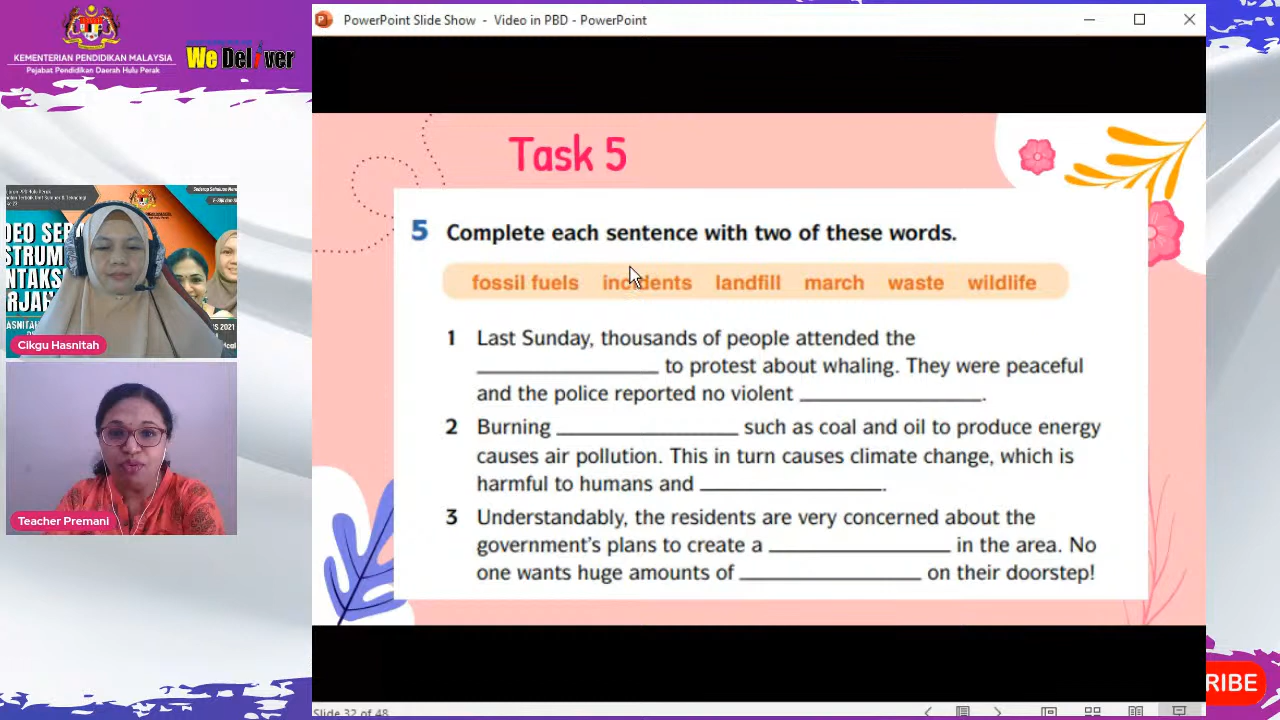 KEMENTERIAN PENDIDIKAN MALAYSIA
Pejabat Pendidikan Daerah Hulu Perak
We Deliver
PowerPoint Slide Show - Video in PBD - PowerPoint
Task 5
5 Complete each sentence with two of these words.
fossil fuels incidents landfill march waste wildlife
1 Last Sunday, thousands of people attended the
to protest about whaling. They were peaceful
and the police reported no violent .
2 Burning such as coal and oil to produce energy
causes air pollution. This in turn causes climate change, which is
harmful to humans and .
3 Understandably, the residents are very concerned about the
government's plans to create a in the area. No
one wants huge amounts of on their doorstep!
Cikgu Hasnitah
Teacher Premani
RIBE
Slide 32 of 48